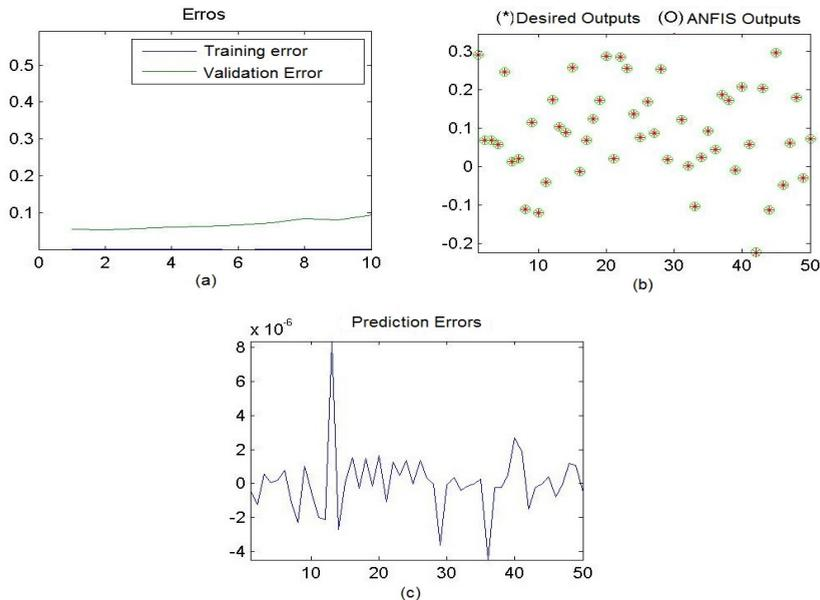 Erros
Training error
Validation Error
0.5
0.4
0.3
0.2
0.1
0 2 4 6 8 10
(a)
(*)Desired Outputs (O) ANFIS Outputs
0.3
0.2
0.1
0
-0.1
-0.2
10 20 30 40 50
(b)
x 10-6
Prediction Errors
8
6
4
2
0
-2
-4
10 20 30 40 50
(c)